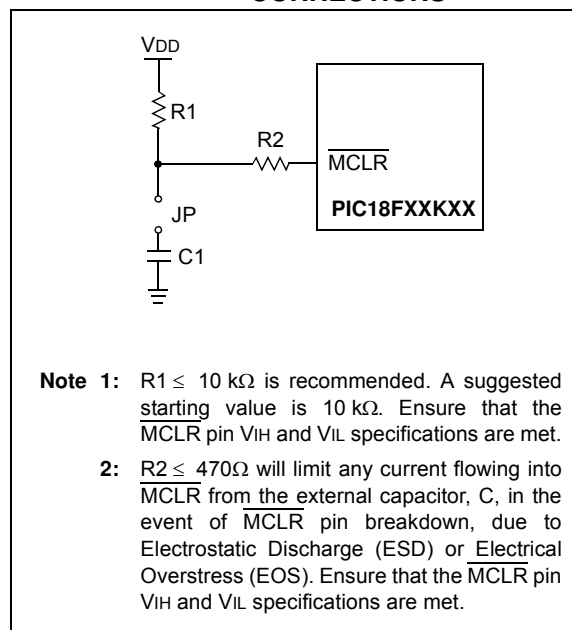 CONNECTIONS
VDD
R1
R2
MCLR
PIC18FXXKXX
JP
C1
Note 1: R1 ≤ 10 kΩ is recommended. A suggested
starting value is 10 kΩ. Ensure that the
MCLR pin VIH and VIL specifications are met.
2: R2 ≤ 470Ω will limit any current flowing into
MCLR from the external capacitor, C, in the
event of MCLR pin breakdown, due to
Electrostatic Discharge (ESD) or Electrical
Overstress (EOS). Ensure that the MCLR pin
VIH and VIL specifications are met.